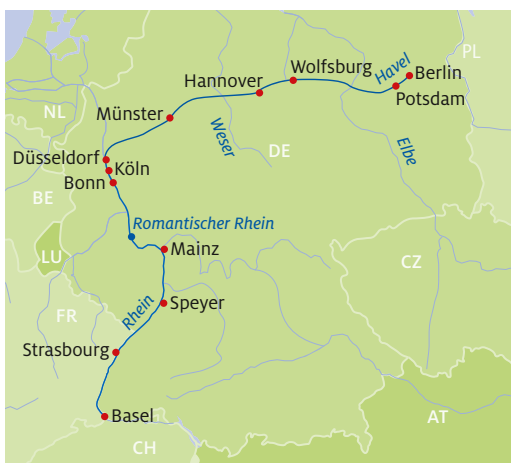 PL
Wolfsburg
Havel
Berlin
Hannover
Potsdam
NL
Münster
Weser
Elbe
DE
Düsseldorf
Köln
Bonn
BE
Romantischer Rhein
Mainz
LU
CZ
Rhein
Speyer
FR
Strasbourg
Basel
AT
CH